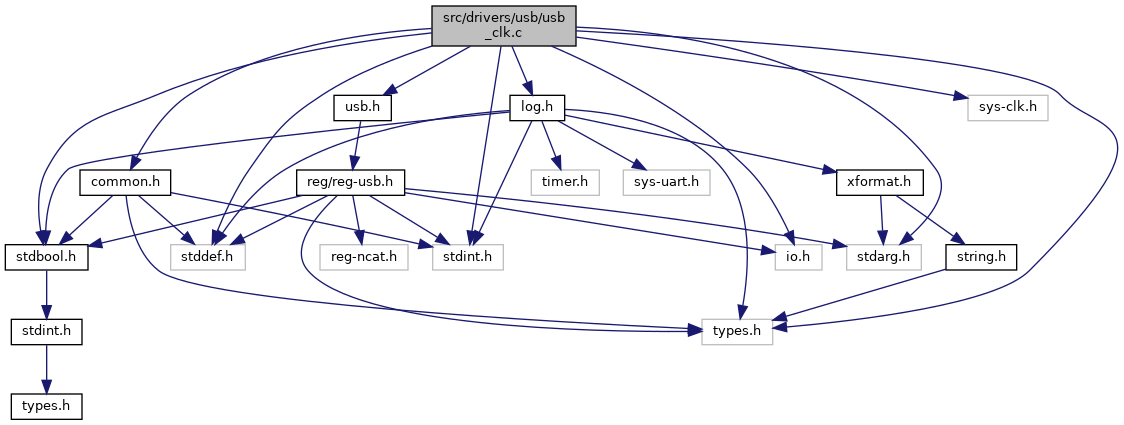 src/drivers/usb/usb
_clk.c
usb.h
log.h
sys-clk.h
common.h
reg/reg-usb.h
timer.h
sys-uart.h
xformat.h
stdbool.h
stddef.h
reg-ncat.h
stdint.h
io.h
stdarg.h
string.h
stdint.h
types.h
types.h